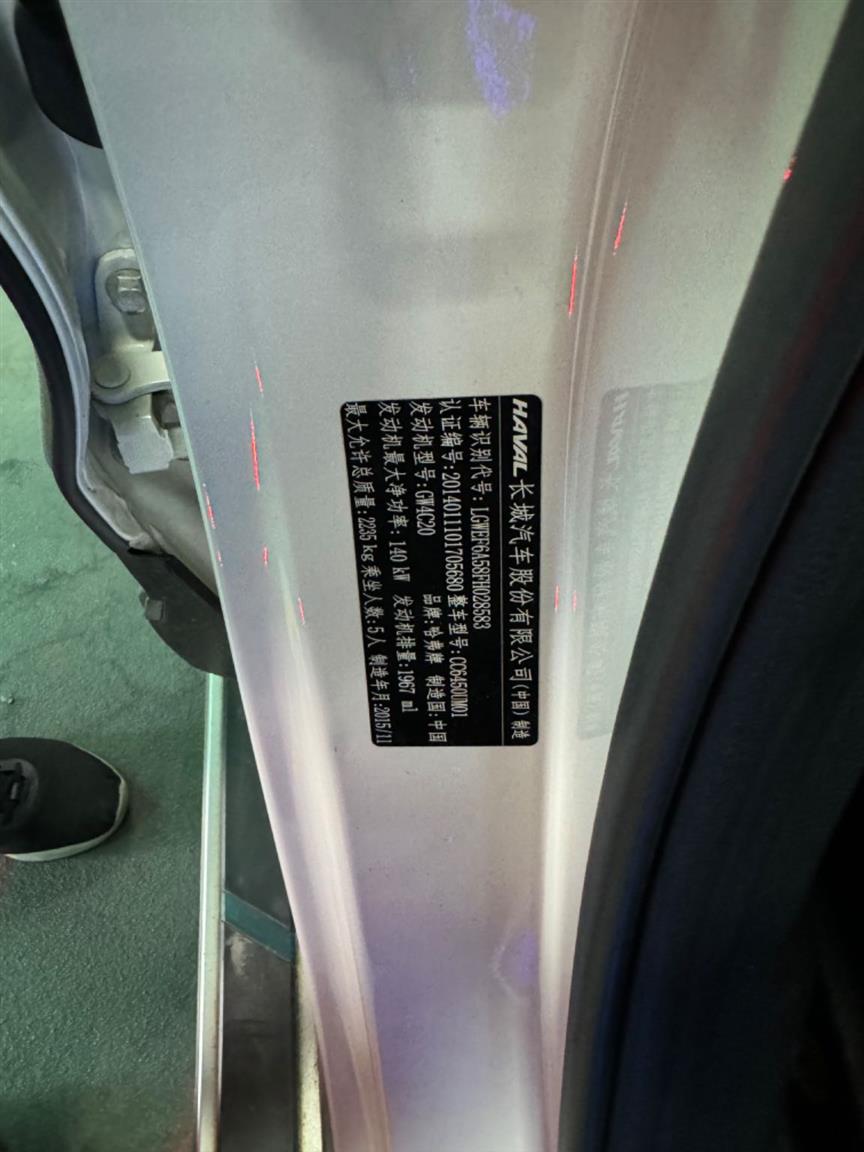 HAVAL 长城汽车股份有限公司(中国)制造
车辆识别代号:LGWEF6A58FH028583
认证编号:2014011101705680 整车型号:CC6450UM01
发动机型号:GW4C20 品牌:哈弗牌 制造国:中国
发动机最大净功率:140 kW 发动机排量:1967 ml
最大允许总质量:2235 kg 乘坐人数:5人 制造年月:2015/11